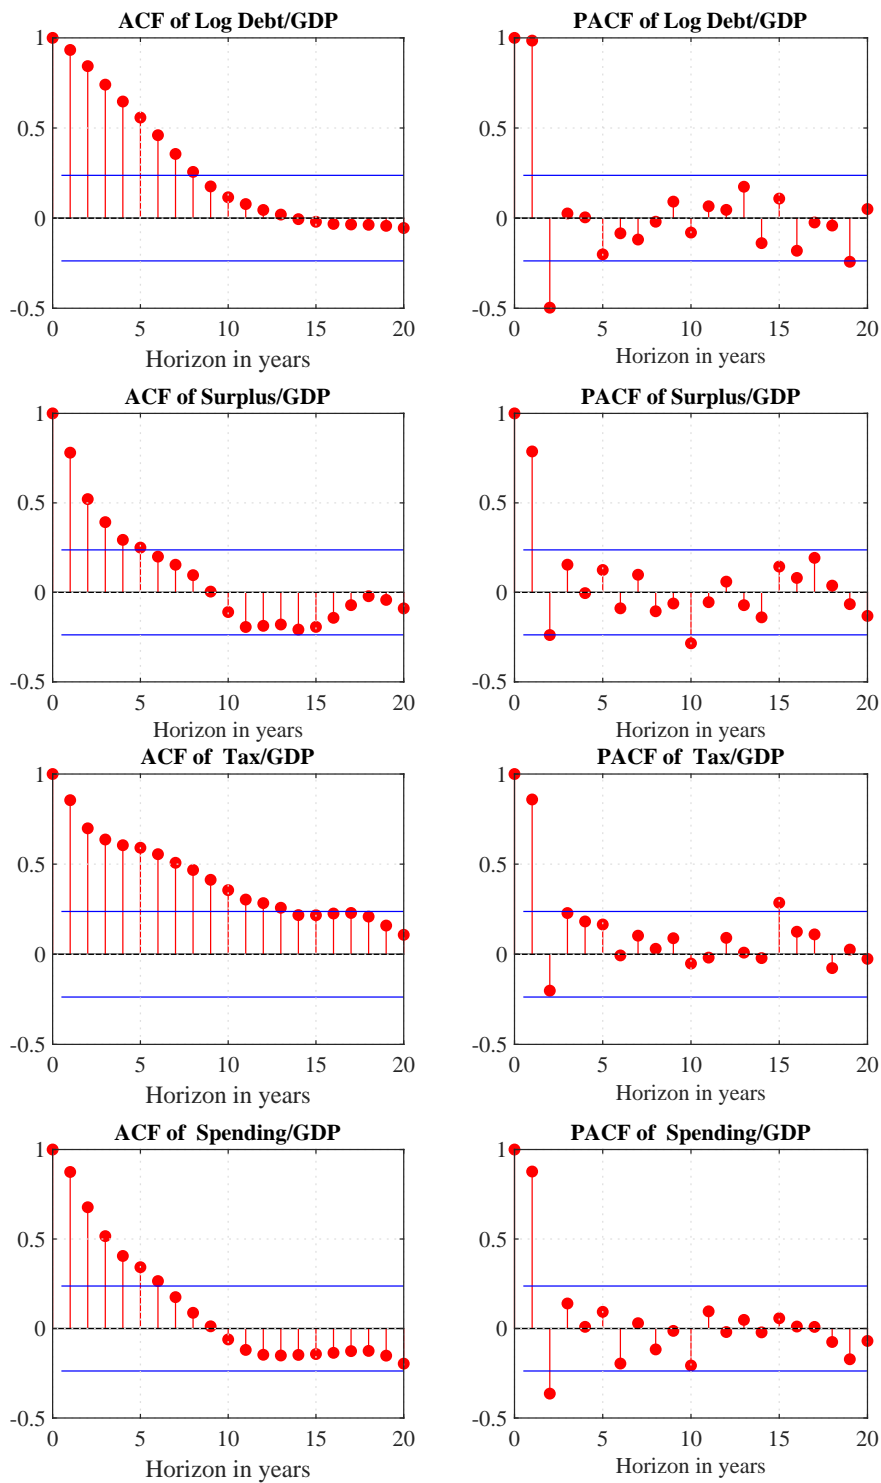 ACF of Log Debt/GDP
1
0.5
0
-0.5
0 5 10 15 20
Horizon in years
PACF of Log Debt/GDP
1
0.5
0
-0.5
0 5 10 15 20
Horizon in years
ACF of Surplus/GDP
1
0.5
0
-0.5
0 5 10 15 20
Horizon in years
PACF of Surplus/GDP
1
0.5
0
-0.5
0 5 10 15 20
Horizon in years
ACF of Tax/GDP
1
0.5
0
-0.5
0 5 10 15 20
Horizon in years
PACF of Tax/GDP
1
0.5
0
-0.5
0 5 10 15 20
Horizon in years
ACF of Spending/GDP
1
0.5
0
-0.5
0 5 10 15 20
Horizon in years
PACF of Spending/GDP
1
0.5
0
-0.5
0 5 10 15 20
Horizon in years